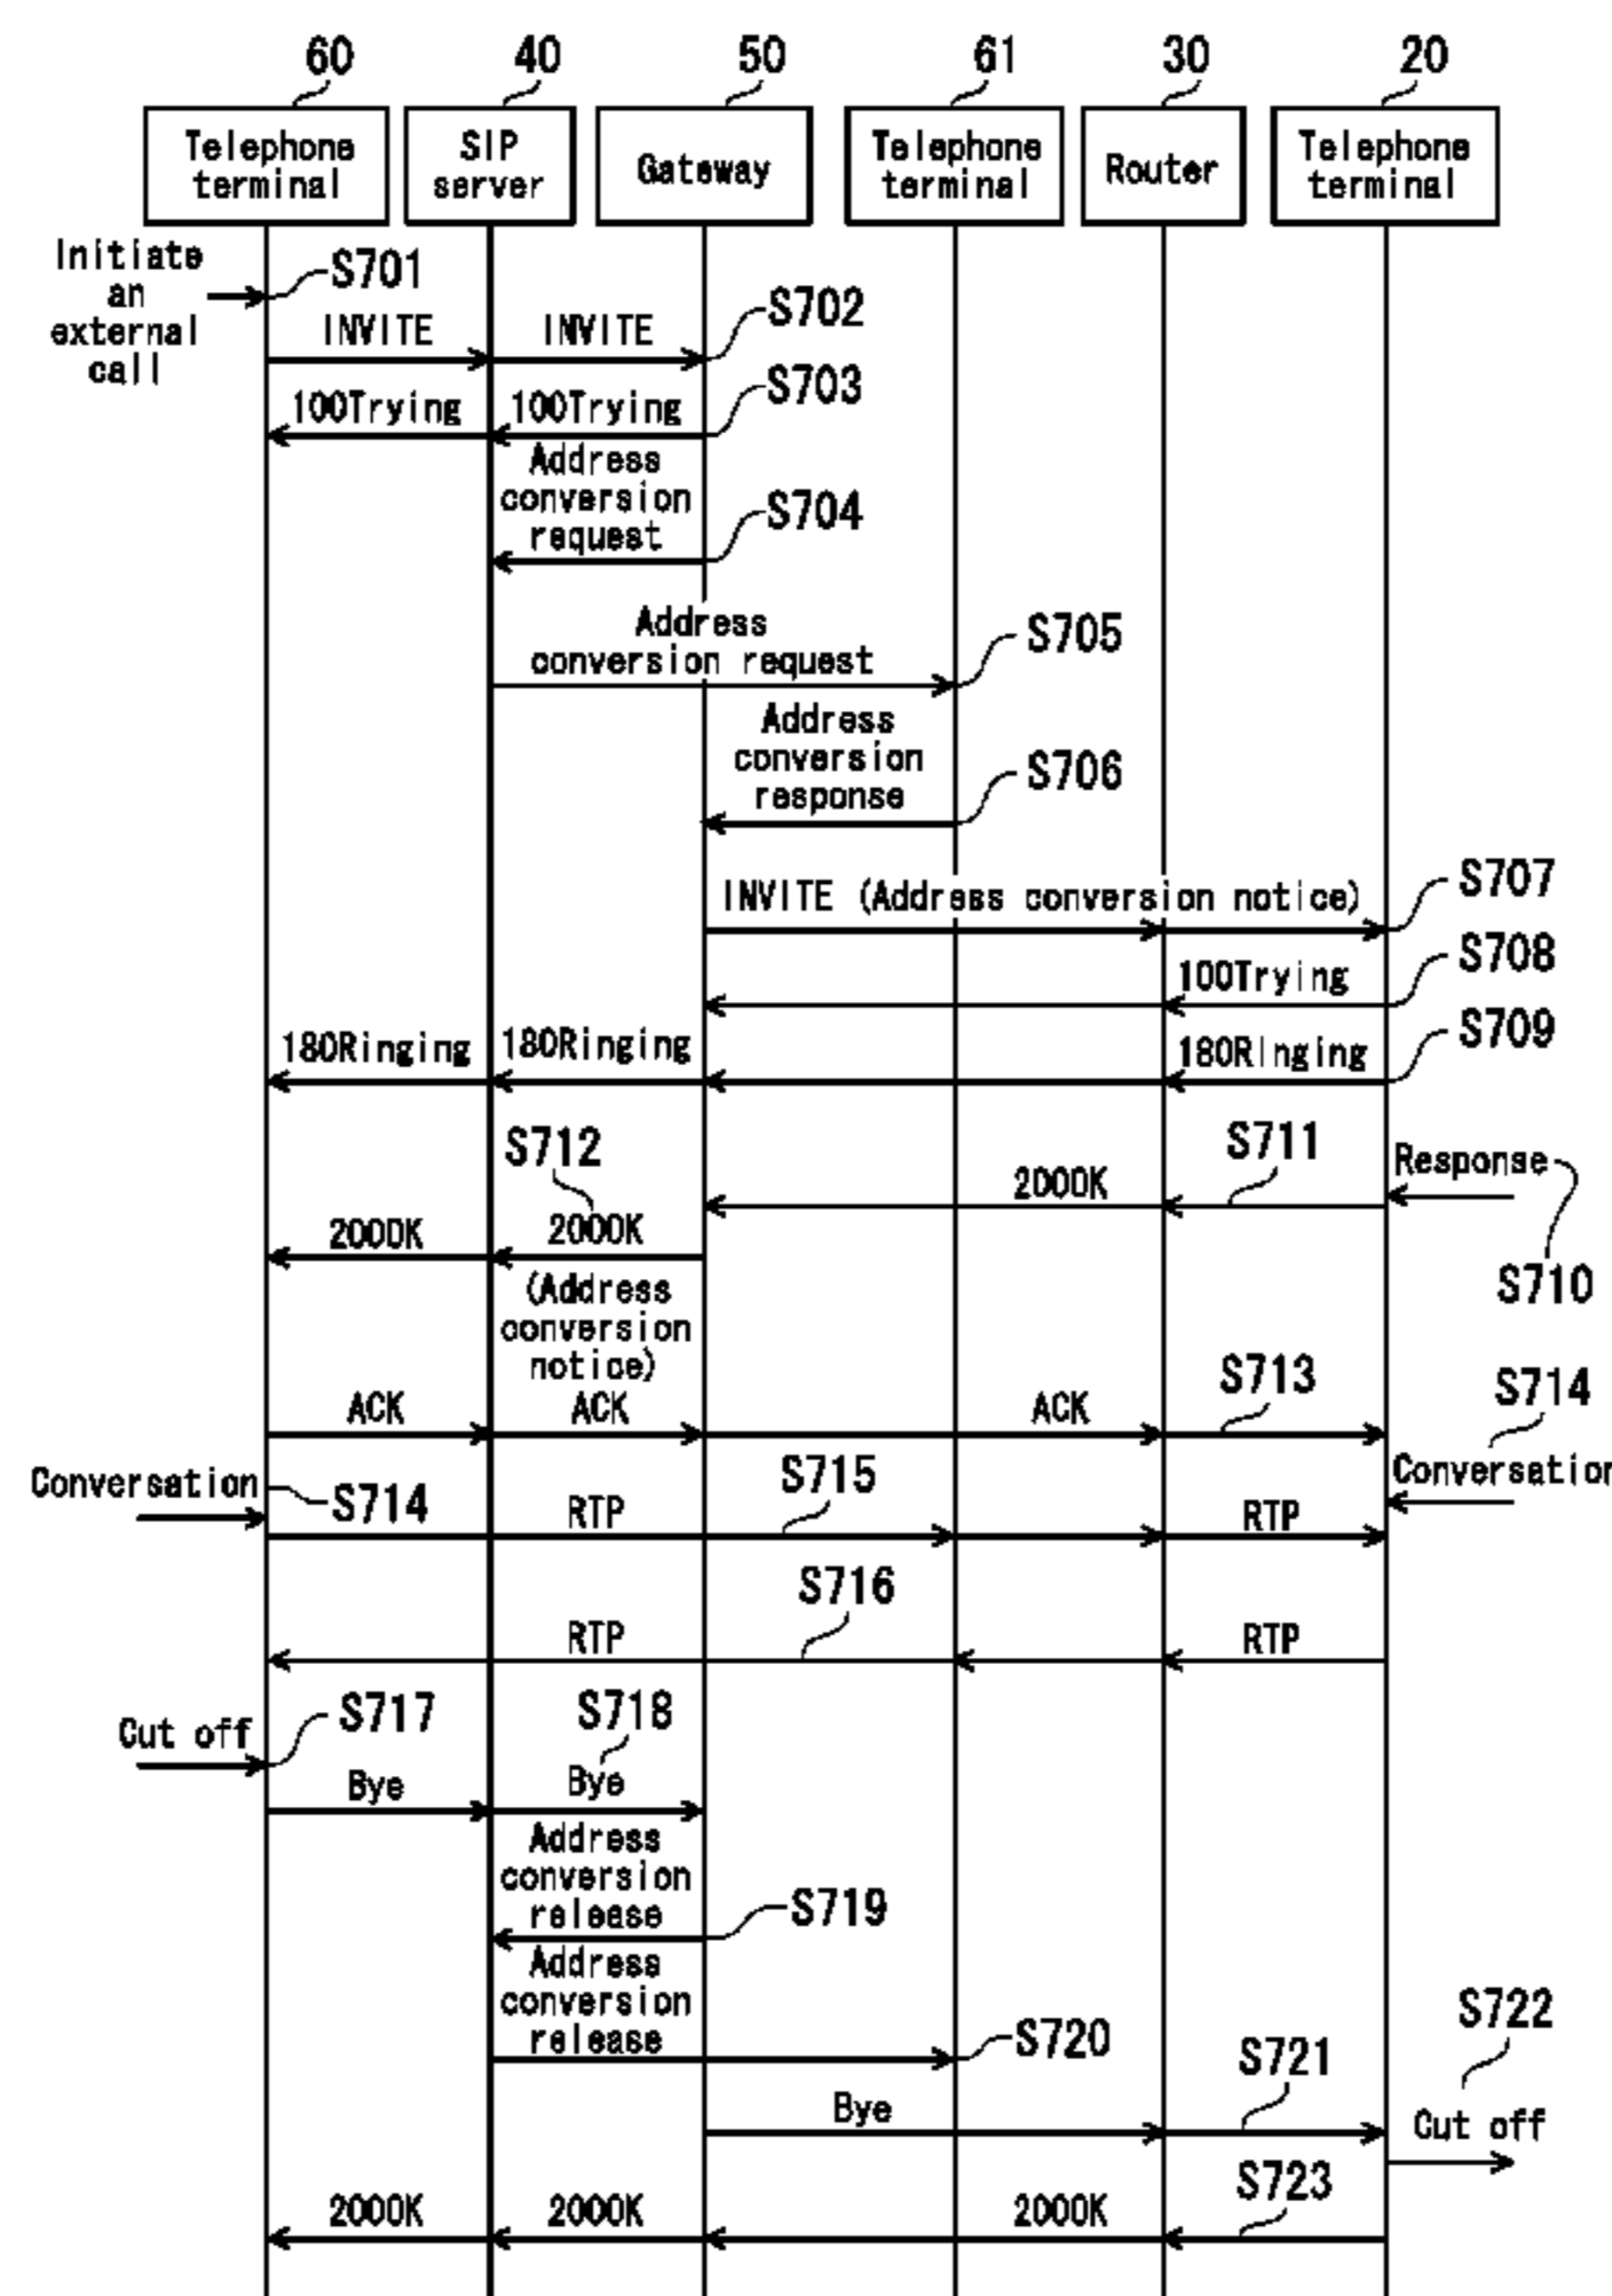 60
40
50
61
30
20
Telephone
terminal
SIP
server
Gateway
Telephone
terminal
Router
Telephone
terminal
Initiate
an
external
call
S701
INVITE
INVITE
S702
100Trying
100Trying
S703
Address
conversion
request
S704
Address
conversion request
S705
Address
conversion
response
S706
INVITE (Address conversion notice)
S707
100Trying
S708
180Ringing
180Ringing
180Ringing
S709
S711
Response
S710
200OK
S712
200OK
200OK
(Address
conversion
notice)
ACK
ACK
ACK
S713
S714
Conversation
Conversation
S714
RTP
S715
RTP
S716
RTP
RTP
Cut off
S717
S718
Bye
Bye
Address
conversion
release
S719
Address
conversion
release
S720
S721
S722
Bye
Cut off
S723
200OK
200OK
200OK